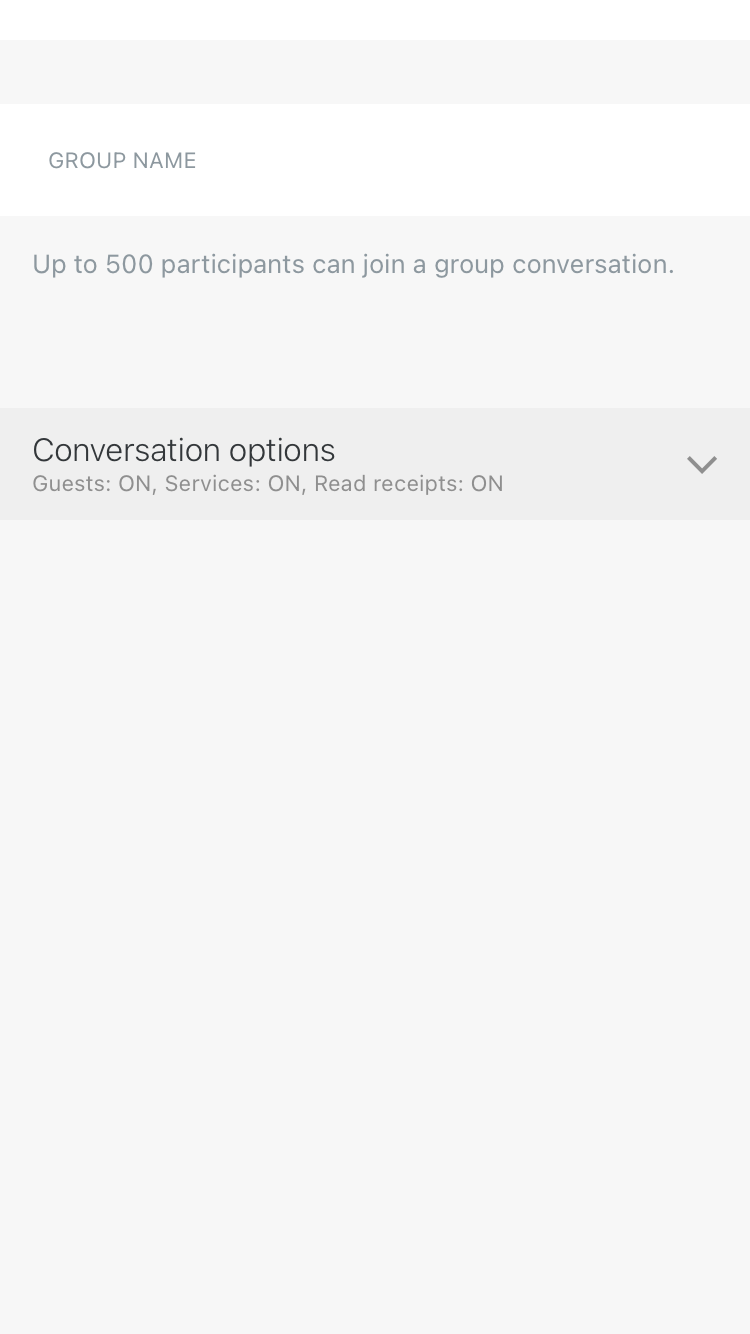 GROUP NAME
Up to 500 participants can join a group conversation.
Conversation options
Guests: ON, Services: ON, Read receipts: ON